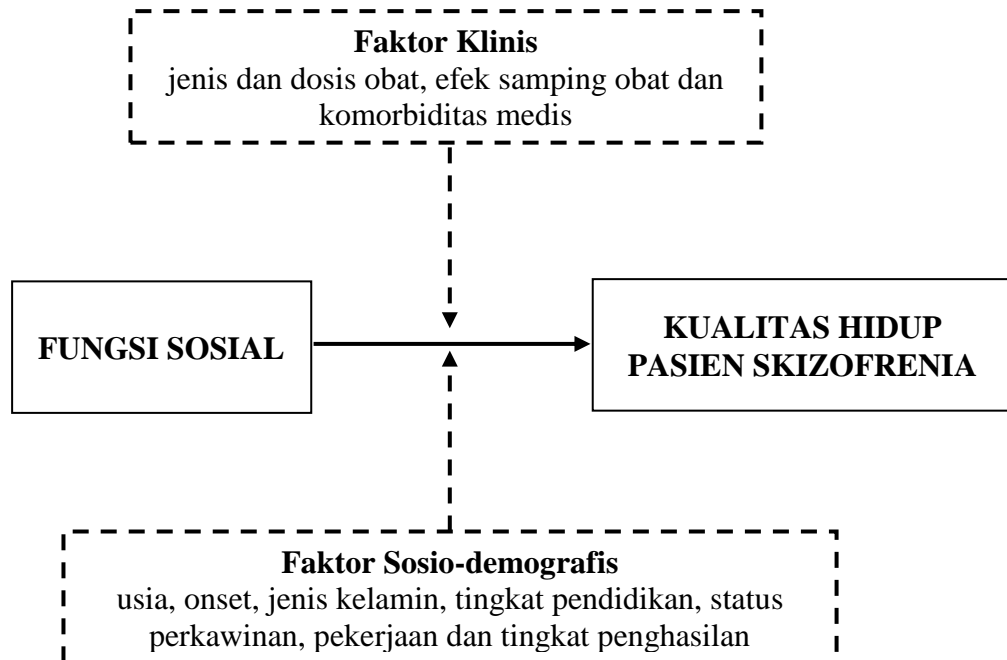 Faktor Klinis
jenis dan dosis obat, efek samping obat dan
komorbiditas medis
FUNGSI SOSIAL
KUALITAS HIDUP
PASIEN SKIZOFRENIA
Faktor Sosio-demografis
usia, onset, jenis kelamin, tingkat pendidikan, status
perkawinan, pekerjaan dan tingkat penghasilan